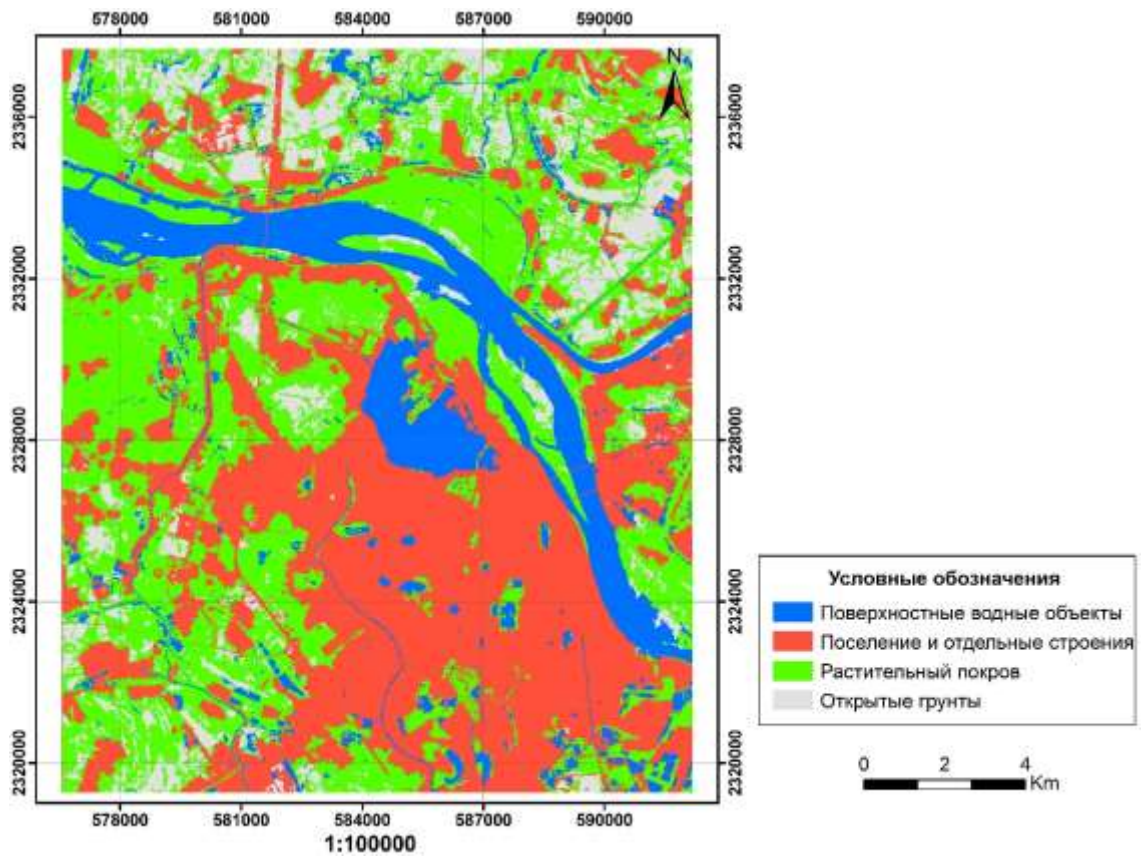 578000 581000 584000 587000 590000
N
2336000 2336000
2332000 2332000
2328000 2328000
2324000 2324000
2320000 2320000
578000 581000 584000 587000 590000
1:100000
Условные обозначения
Поверхностные водные объекты
Поселение и отдельные строения
Растительный покров
Открытые грунты
0 2 4
Km